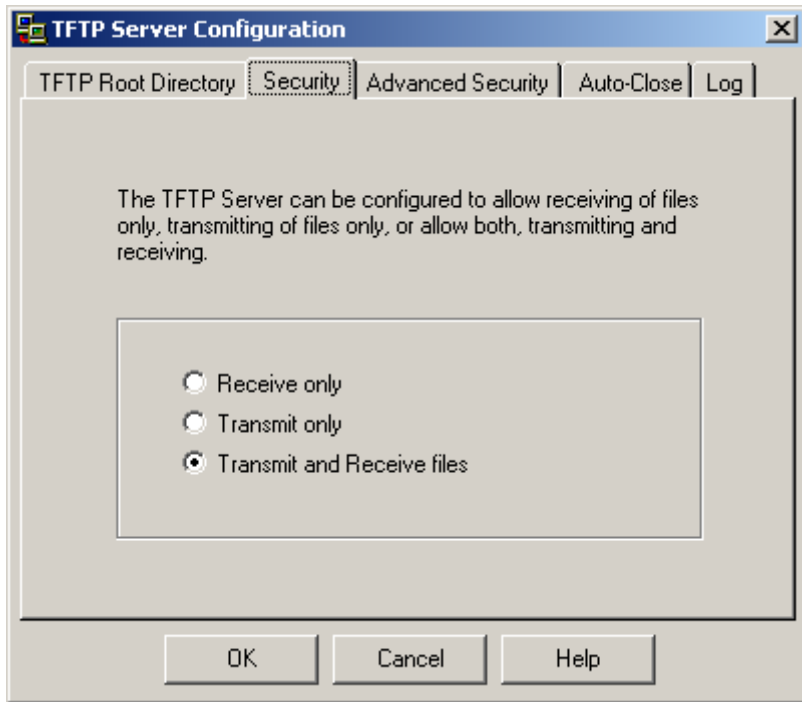 TFTP Server Configuration
TFTP Root Directory Security Advanced Security Auto-Close Log
The TFTP Server can be configured to allow receiving of files
only, transmitting of files only, or allow both, transmitting and
receiving.
Receive only
Transmit only
Transmit and Receive files
OK Cancel Help